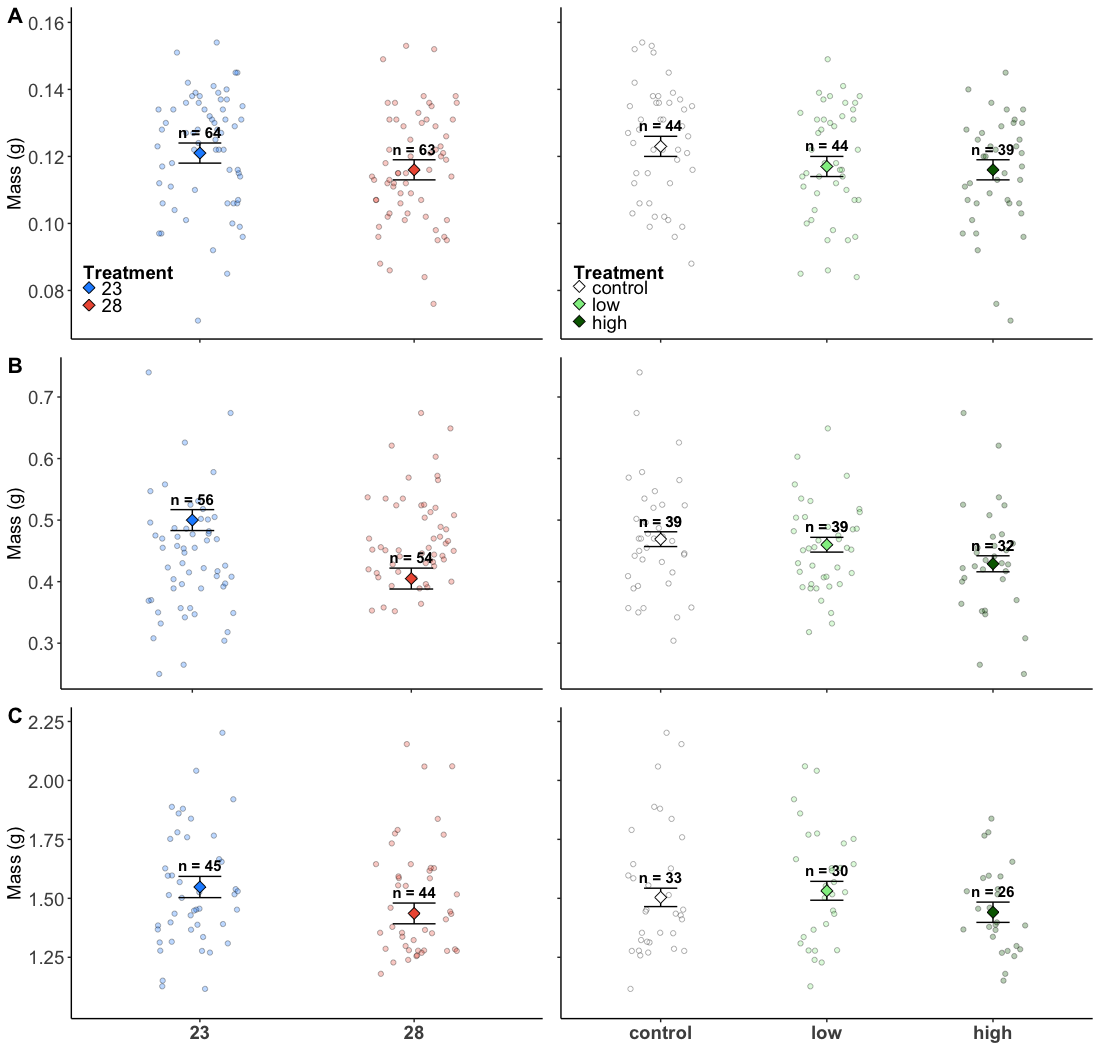 A
Mass (g)
0.16
0.14
0.12
0.10
0.08
n = 64
n = 63
Treatment
23
28
n = 44
n = 44
n = 39
Treatment
control
low
high
B
Mass (g)
0.7
0.6
0.5
0.4
0.3
n = 56
n = 54
n = 39
n = 39
n = 32
C
Mass (g)
2.25
2.00
1.75
1.50
1.25
n = 45
n = 44
n = 33
n = 30
n = 26
23
28
control
low
high